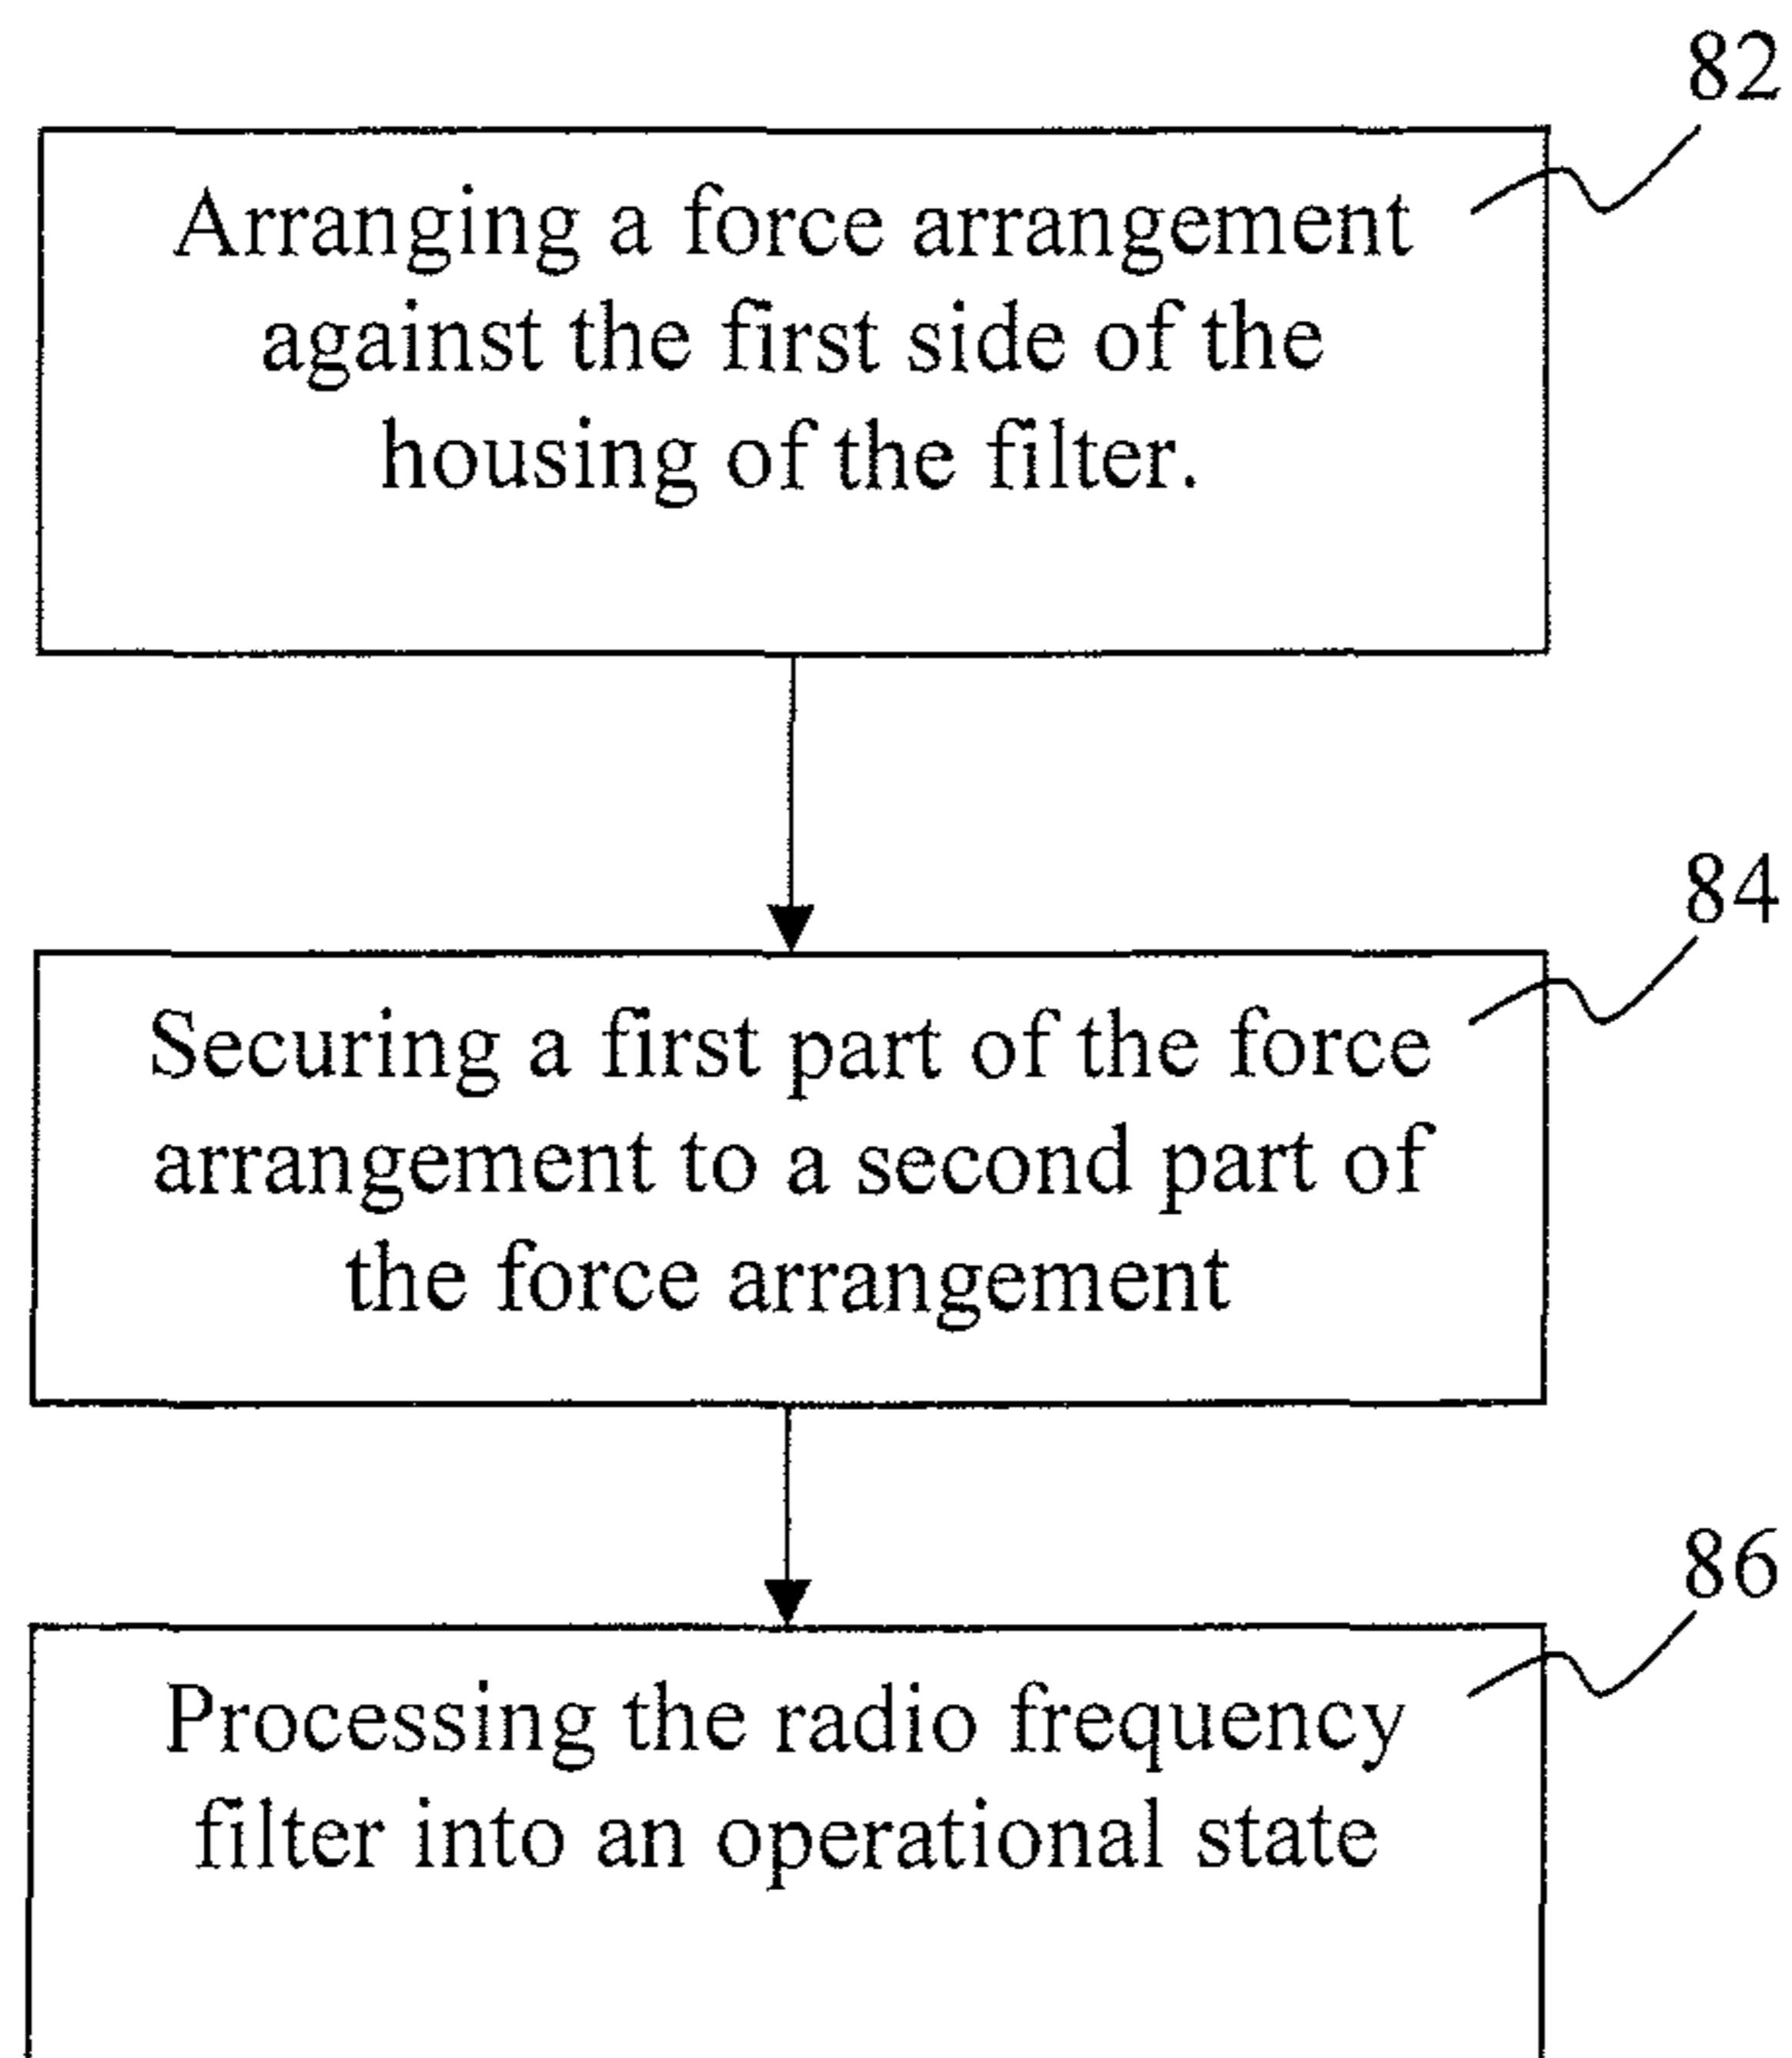 82
Arranging a force arrangement
against the first side of the
housing of the filter.
84
Securing a first part of the force
arrangement to a second part of
the force arrangement
86
Processing the radio frequency
filter into an operational state